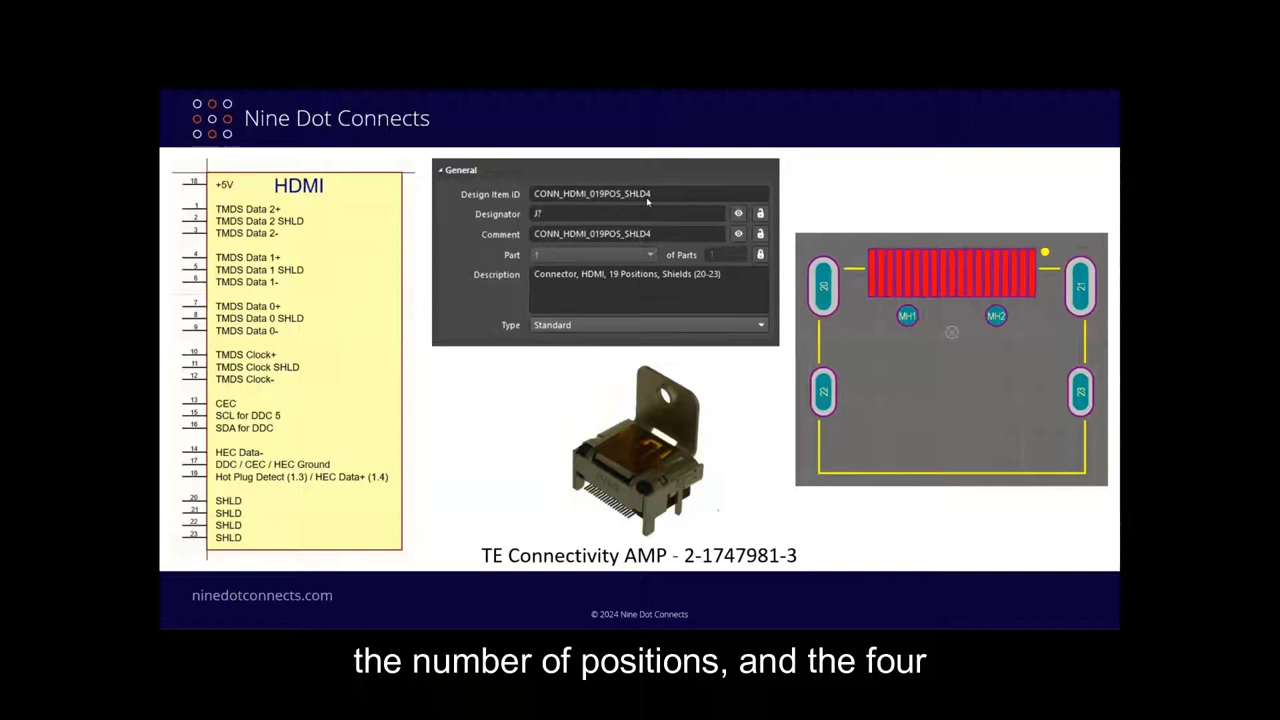 Nine Dot Connects
18 +5V HDMI
1 TMDS Data 2+
2 TMDS Data 2 SHLD
3 TMDS Data 2-
4 TMDS Data 1+
5 TMDS Data 1 SHLD
6 TMDS Data 1-
7 TMDS Data 0+
8 TMDS Data 0 SHLD
9 TMDS Data 0-
10 TMDS Clock+
11 TMDS Clock SHLD
12 TMDS Clock-
13 CEC
15 SCL for DDC 5
16 SDA for DDC
14 HEC Data-
17 DDC / CEC / HEC Ground
19 Hot Plug Detect (1.3) / HEC Data+ (1.4)
20 SHLD
21 SHLD
22 SHLD
23 SHLD
General
Design Item ID CONN_HDMI_019POS_SHLD4
Designator J?
Comment CONN_HDMI_019POS_SHLD4
Part 1 of Parts 1
Description Connector, HDMI, 19 Positions, Shields (20-23)
Type Standard
20 21
MH1 MH2
22 23
TE Connectivity AMP - 2-1747981-3
ninedotconnects.com
© 2024 Nine Dot Connects
the number of positions, and the four